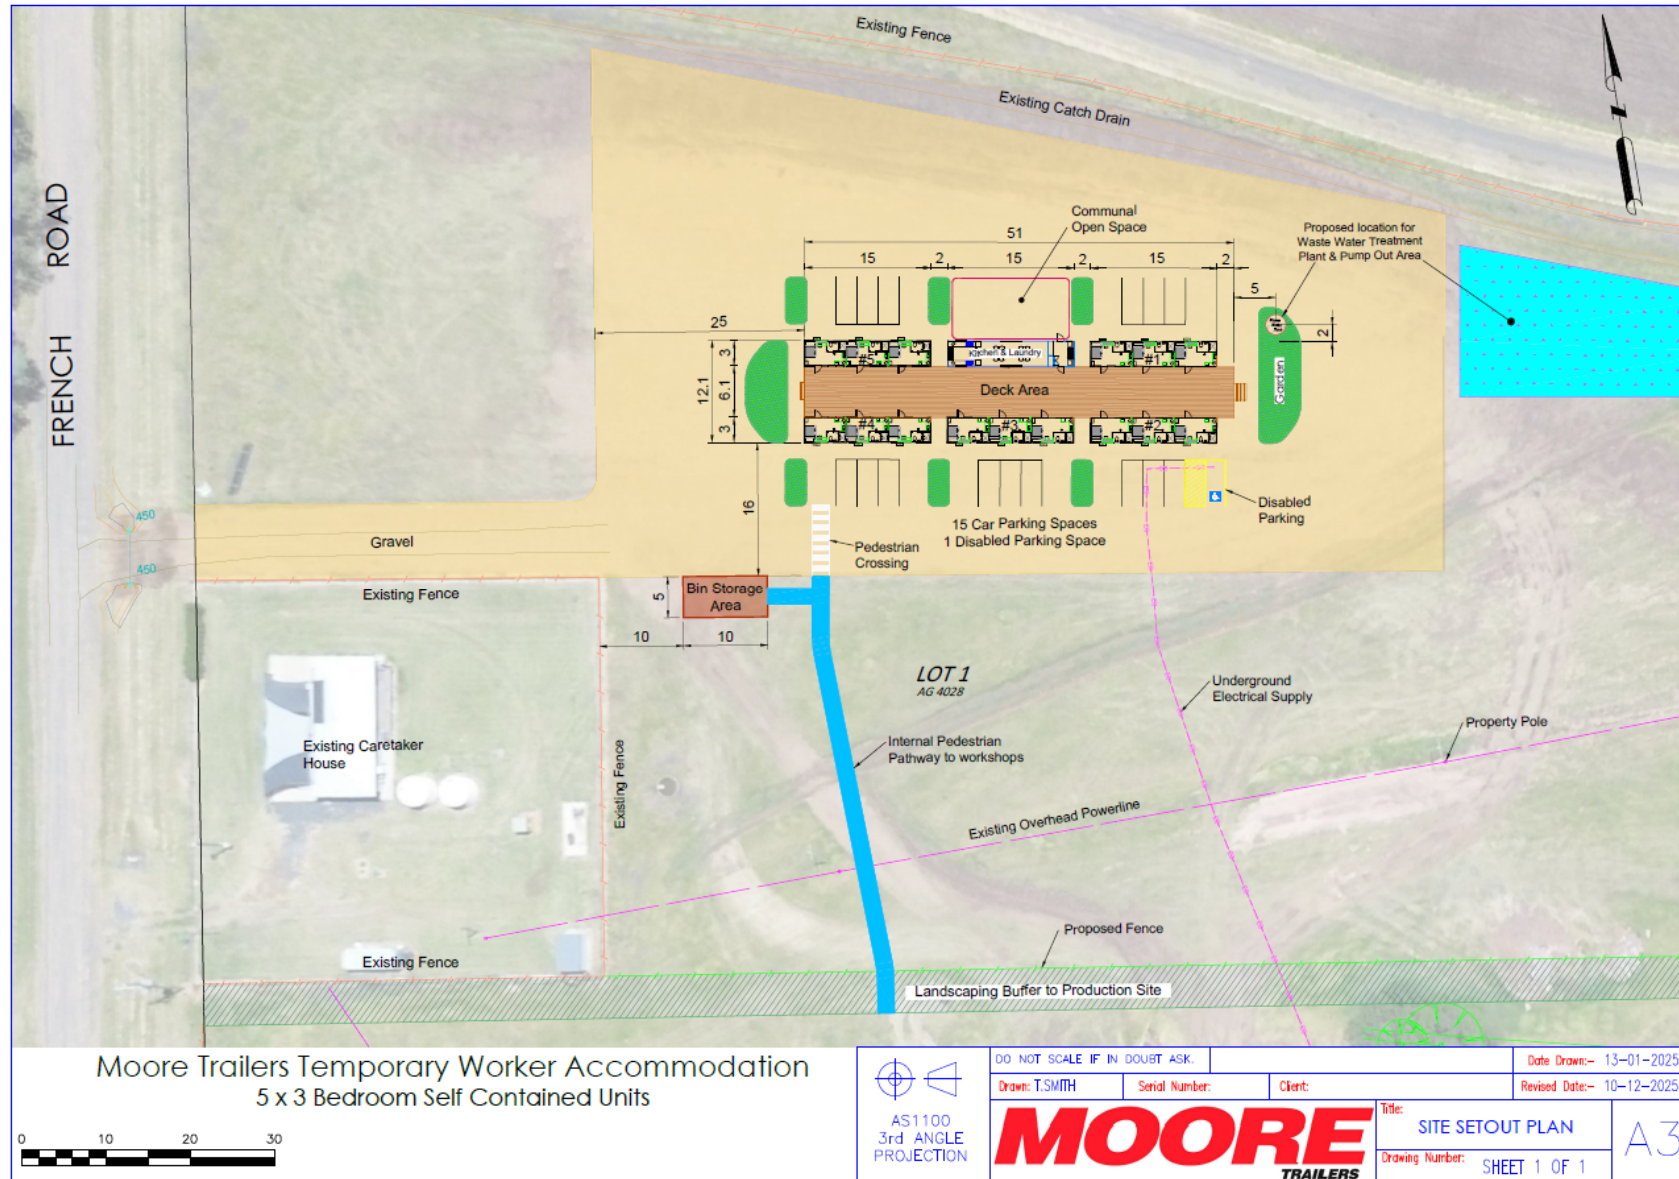 Existing Fence
Existing Catch Drain
FRENCH ROAD
Communal
Open Space
Proposed location for
Waste Water Treatment
Plant & Pump Out Area
51
15
2
15
2
15
2
5
2
25
3
6.1
3
12.1
#5
Kitchen & Laundry
#1
Deck Area
Garden
#4
#3
#2
16
15 Car Parking Spaces
1 Disabled Parking Space
Disabled
Parking
Pedestrian
Crossing
450
450
Gravel
Existing Fence
Bin Storage
Area
5
10
10
LOT 1
AG 4028
Underground
Electrical Supply
Property Pole
Internal Pedestrian
Pathway to workshops
Existing Caretaker
House
Existing Fence
Existing Overhead Powerline
Proposed Fence
Existing Fence
Landscaping Buffer to Production Site
Moore Trailers Temporary Worker Accommodation
5 x 3 Bedroom Self Contained Units
0 10 20 30
AS1100
3rd ANGLE
PROJECTION
DO NOT SCALE IF IN DOUBT ASK.
Date Drawn:- 13-01-2025
Drawn: T.SMITH
Serial Number:
Client:
Revised Date:- 10-12-2025
MOORE
TRAILERS
Title:
SITE SETOUT PLAN
Drawing Number: SHEET 1 OF 1
A3